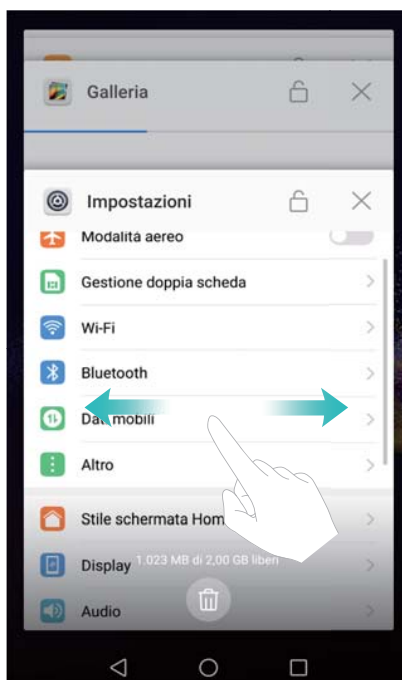 Galleria
Impostazioni
Modalità aereo
Gestione doppia scheda
Wi-Fi
Bluetooth
Dati mobili
Altro
Stile schermata Hom
Display
1.023 MB di 2,00 GB liberi
Audio